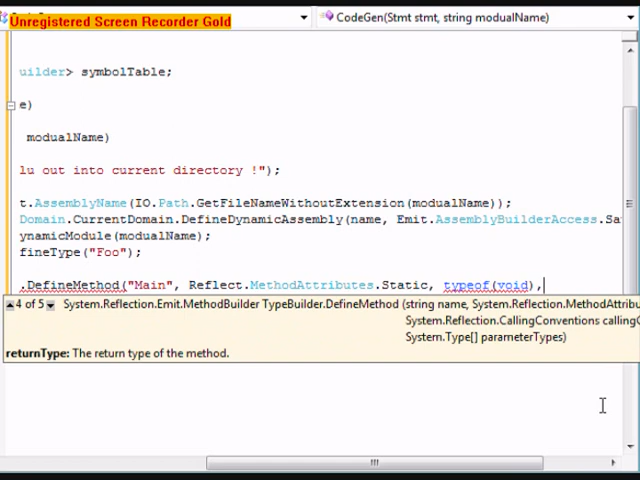 Unregistered Screen Recorder Gold
CodeGen(Stmt stmt, string modualName)
uilder> symbolTable;
e)
modualName)
lu out into current directory !");
t.AssemblyName(IO.Path.GetFileNameWithoutExtension(modualName));
Domain.CurrentDomain.DefineDynamicAssembly(name, Emit.AssemblyBuilderAccess.Sa
ynamicModule(modualName);
fineType("Foo");
.DefineMethod("Main", Reflect.MethodAttributes.Static, typeof(void),
4 of 5 System.Reflection.Emit.MethodBuilder TypeBuilder.DefineMethod (string name, System.Reflection.MethodAttribu
System.Reflection.CallingConventions callingC
System.Type[] parameterTypes)
returnType: The return type of the method.